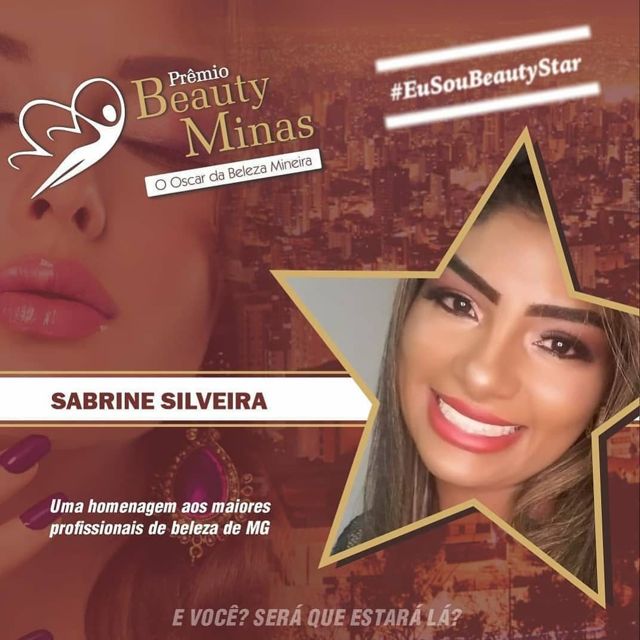 Prêmio
Beauty
Minas
O Oscar da Beleza Mineira
#EuSouBeautyStar
SABRINE SILVEIRA
Uma homenagem aos maiores
profissionais de beleza de MG
E VOCÊ? SERÁ QUE ESTARÁ LÁ?